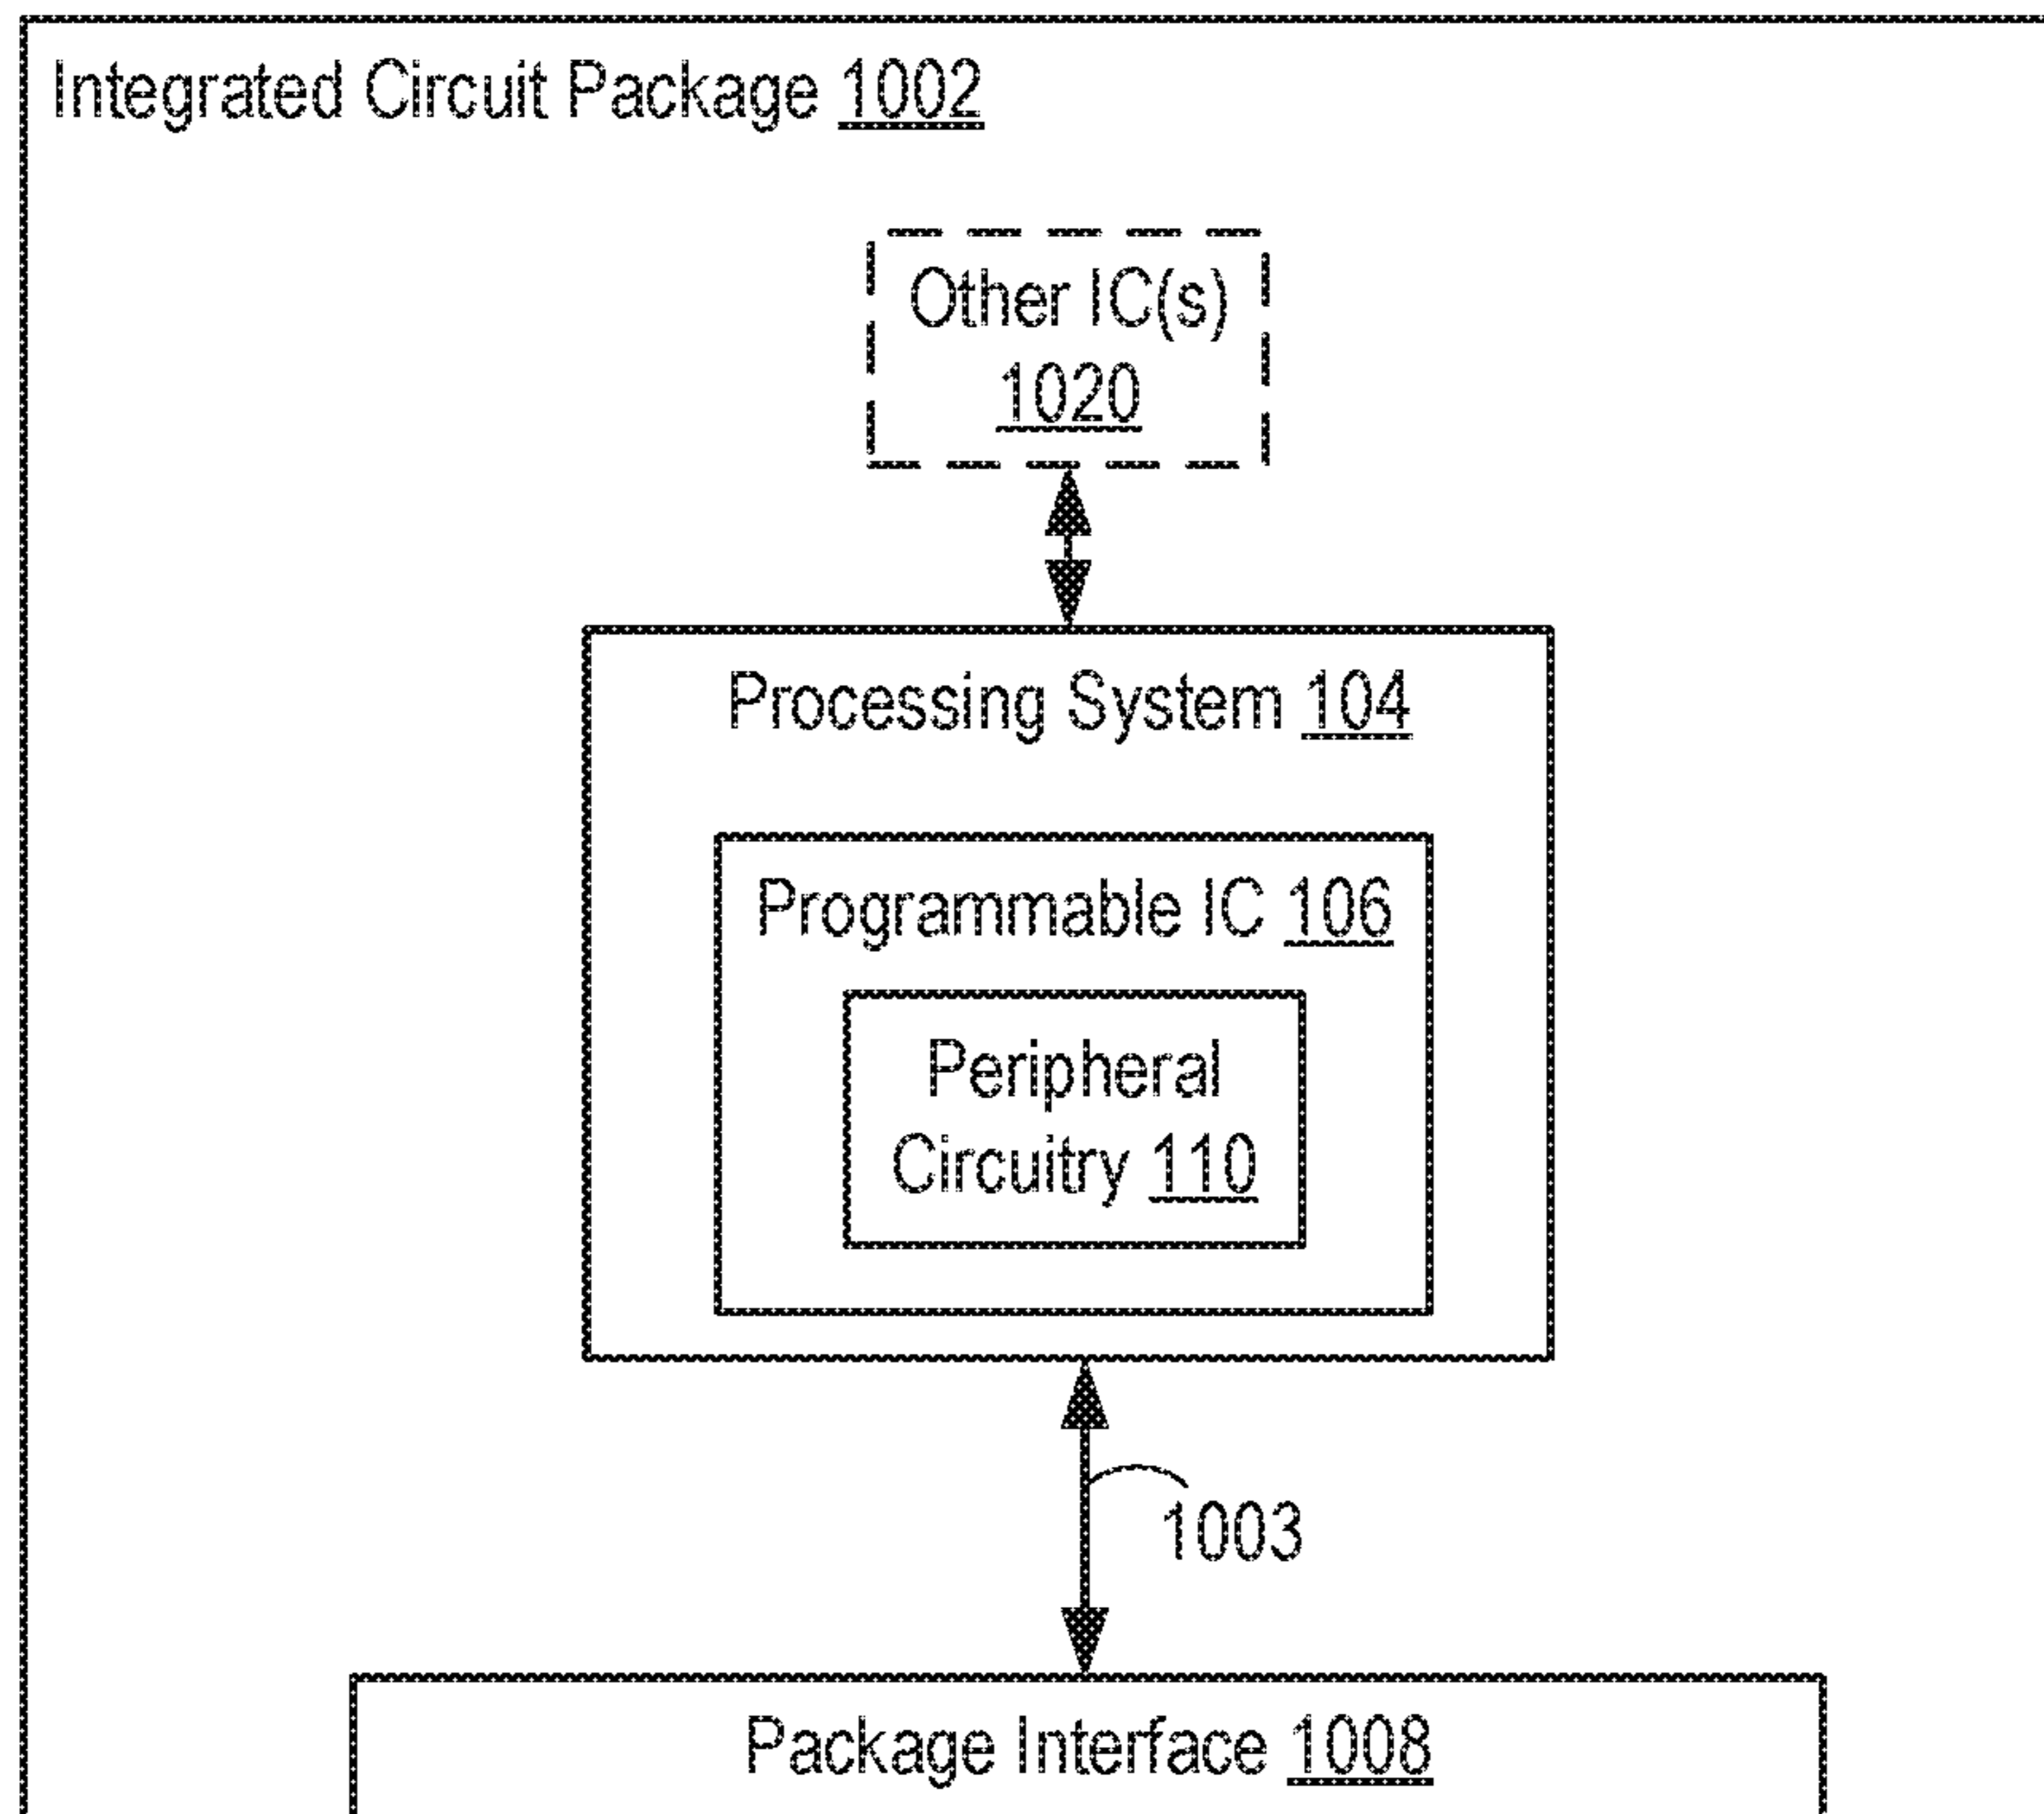 Integrated Circuit Package 1002
Other IC(s)
1020
Processing System 104
Programmable IC 106
Peripheral
Circuitry 110
1003
Package Interface 1008